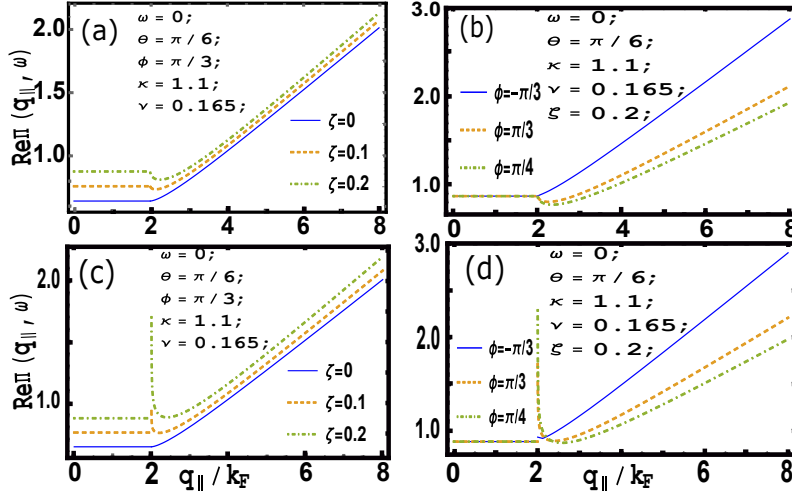 (a)
ω = 0;
θ = π/6;
ϕ = π/3;
κ = 1.1;
ν = 0.165;
ζ=0
ζ=0.1
ζ=0.2
2.0
1.5
1.0
0 2 4 6 8
ReΠ (q∥, ω)
(b)
ω = 0;
θ = π/6;
κ = 1.1;
ν = 0.165;
ξ = 0.2;
ϕ=-π/3
ϕ=π/3
ϕ=π/4
3.0
2.0
1.0
0 2 4 6 8
(c)
ω = 0;
θ = π/6;
ϕ = π/3;
κ = 1.1;
ν = 0.165;
ζ=0
ζ=0.1
ζ=0.2
2.0
1.0
0 2 4 6 8
ReΠ (q∥, ω)
q∥/kF
(d)
ω = 0;
θ = π/6;
κ = 1.1;
ν = 0.165;
ξ = 0.2;
ϕ=-π/3
ϕ=π/3
ϕ=π/4
3.0
2.0
1.0
0 2 4 6 8
q∥/kF